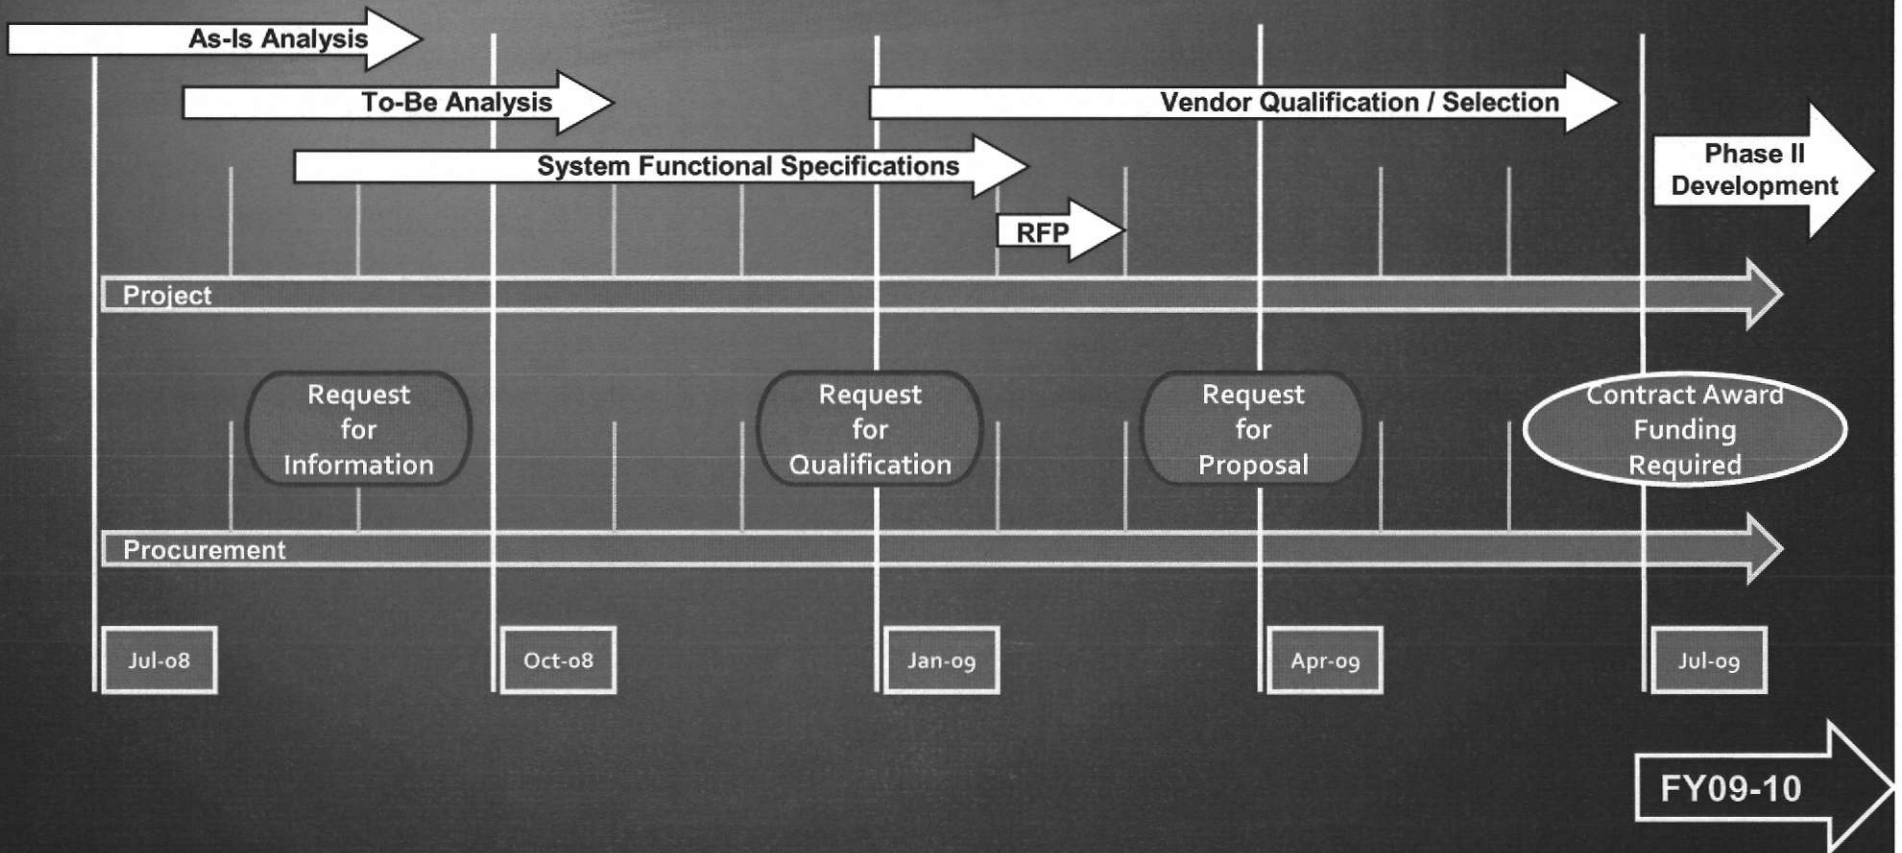 As-Is Analysis
To-Be Analysis
Vendor Qualification / Selection
System Functional Specifications
Phase II
Development
RFP
Project
Request
for
Information
Request
for
Qualification
Request
for
Proposal
Contract Award
Funding
Required
Procurement
Jul-08
Oct-08
Jan-09
Apr-09
Jul-09
FY09-10